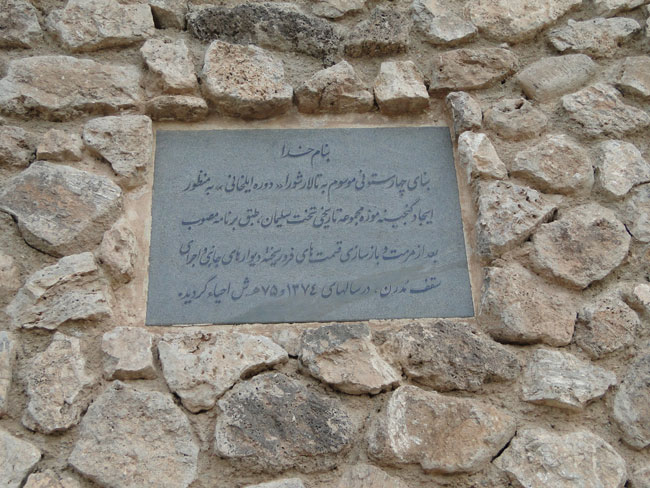 بنام خدا
بنای چهارستونی موسوم به تالار شورا «دوره ایلخانی»، به منظور
ایجاد گنجینه موزه مجموعه تاریخی تخت سلیمان طبق برنامه مصوب
بعد از مرمت و بازسازی قسمت های فرو ریخته دیوارهای جانبی و اجرای
سقف مدرن، در سالهای ۱۳۷۴ و ۷۵ ه.ش احیاء گردید.